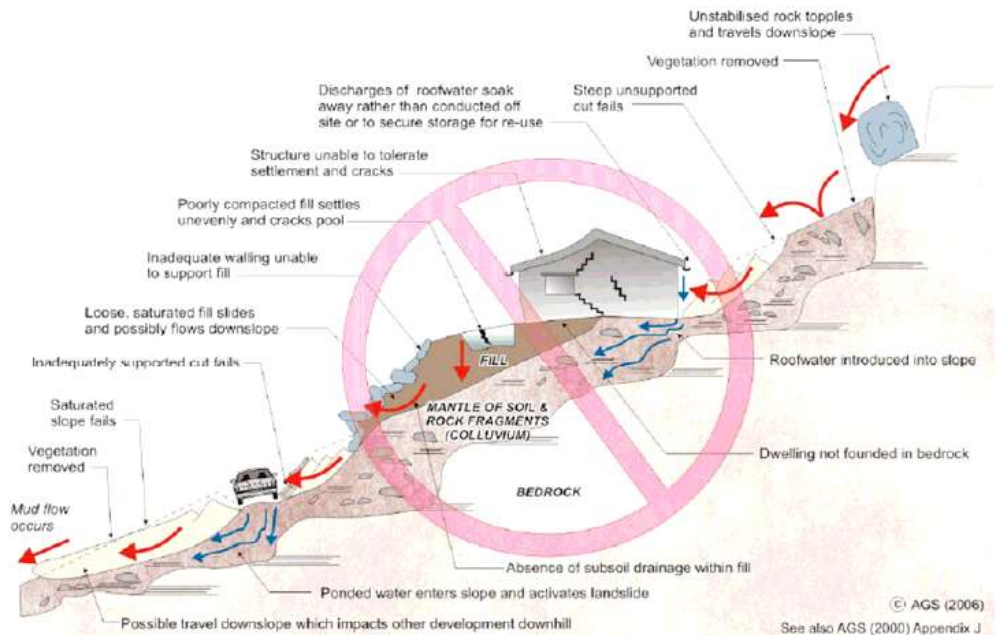 Unstabilised rock topples
and travels downslope
Vegetation removed
Discharges of roofwater soak
away rather than conducted off
site or to secure storage for re-use
Steep unsupported
cut fails
Structure unable to tolerate
settlement and cracks
Poorly compacted fill settles
unevenly and cracks pool
Inadequate walling unable
to support fill
Loose, saturated fill slides
and possibly flows downslope
Inadequately supported cut fails
Roofwater introduced into slope
FILL
Saturated
slope fails
MANTLE OF SOIL &
ROCK FRAGMENTS
(COLLUVIUM)
Vegetation
removed
Dwelling not founded in bedrock
BEDROCK
Mud flow
occurs
Absence of subsoil drainage within fill
Ponded water enters slope and activates landslide
Possible travel downslope which impacts other development downhill
© AGS (2006)
See also AGS (2000) Appendix J